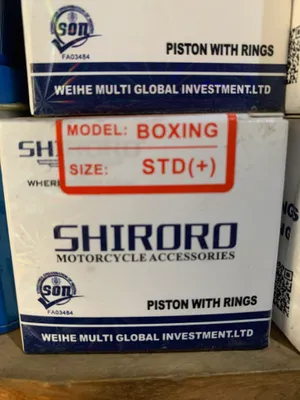 SON
FA03484
PISTON WITH RINGS
WEIHE MULTI GLOBAL INVESTMENT.LTD
MODEL: BOXING
SIZE: STD(+)
WHERE
SHIRORO
MOTORCYCLE ACCESSORIES
SON
FA03484
PISTON WITH RINGS
WEIHE MULTI GLOBAL INVESTMENT.LTD